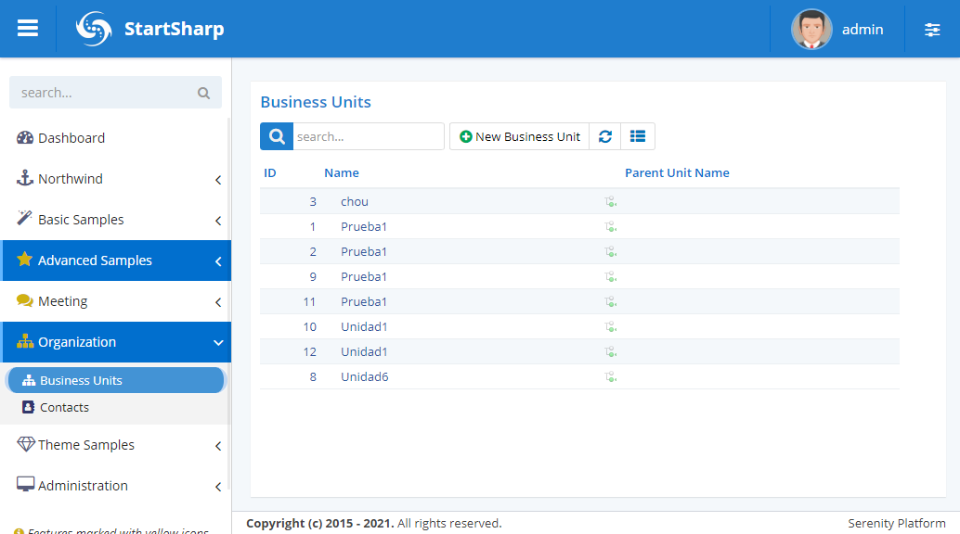 StartSharp
admin
search...
Dashboard
Northwind
Basic Samples
Advanced Samples
Meeting
Organization
Business Units
Contacts
Theme Samples
Administration
Features marked with yellow icons
Business Units
search...
New Business Unit
ID Name Parent Unit Name
3 chou
1 Prueba1
2 Prueba1
9 Prueba1
11 Prueba1
10 Unidad1
12 Unidad1
8 Unidad6
Copyright (c) 2015 - 2021. All rights reserved.
Serenity Platform